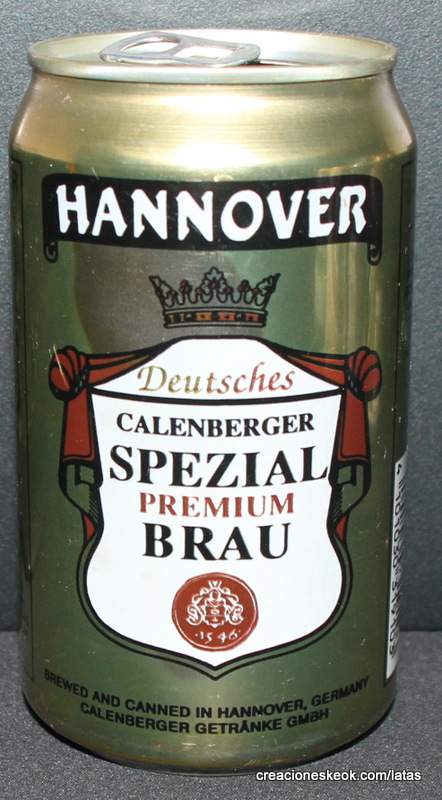 HANNOVER
Deutsches
CALENBERGER
SPEZIAL
PREMIUM
BRAU
·1546·
BREWED AND CANNED IN HANNOVER, GERMANY
CALENBERGER GETRÄNKE GMBH
creacioneskeok.com/latas